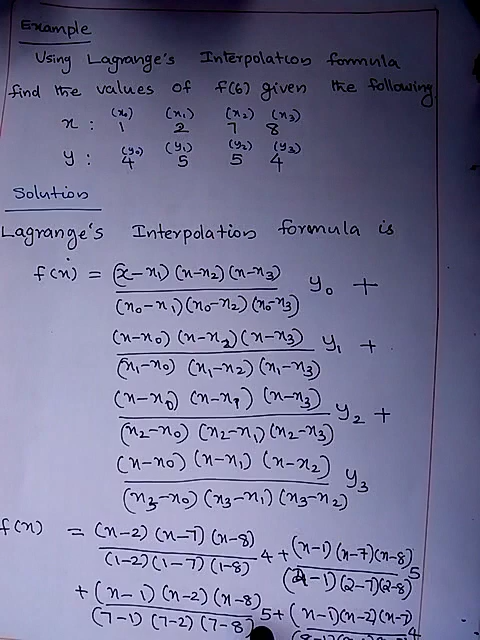 Example
Using Lagrange's Interpolation formula
find the values of f(6) given the following
(x₀) (x₁) (x₂) (x₃)
x : 1 2 7 8
(y₀) (y₁) (y₂) (y₃)
y : 4 5 5 4
Solution
Lagrange's Interpolation formula is
f(x) = (x-x₁)(x-x₂)(x-x₃)
(x₀-x₁)(x₀-x₂)(x₀-x₃) y₀ +
(x-x₀)(x-x₂)(x-x₃)
(x₁-x₀)(x₁-x₂)(x₁-x₃) y₁ +
(x-x₀)(x-x₁)(x-x₃)
(x₂-x₀)(x₂-x₁)(x₂-x₃) y₂ +
(x-x₀)(x-x₁)(x-x₂)
(x₃-x₀)(x₃-x₁)(x₃-x₂) y₃
f(x) = (x-2)(x-7)(x-8) 4 + (x-1)(x-7)(x-8) 5
(1-2)(1-7)(1-8) (2-1)(2-7)(2-8)
+ (x-1)(x-2)(x-8) 5 + (x-1)(x-2)(x-7) 4
(7-1)(7-2)(7-8)